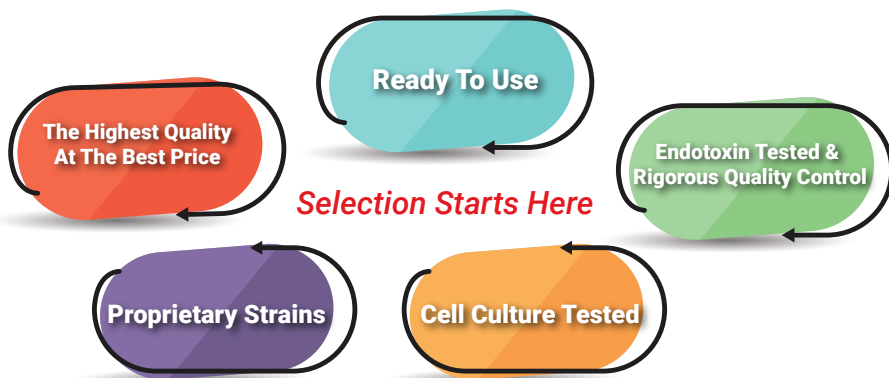 Ready To Use
The Highest Quality
At The Best Price
Endotoxin Tested &
Rigorous Quality Control
Selection Starts Here
Proprietary Strains
Cell Culture Tested